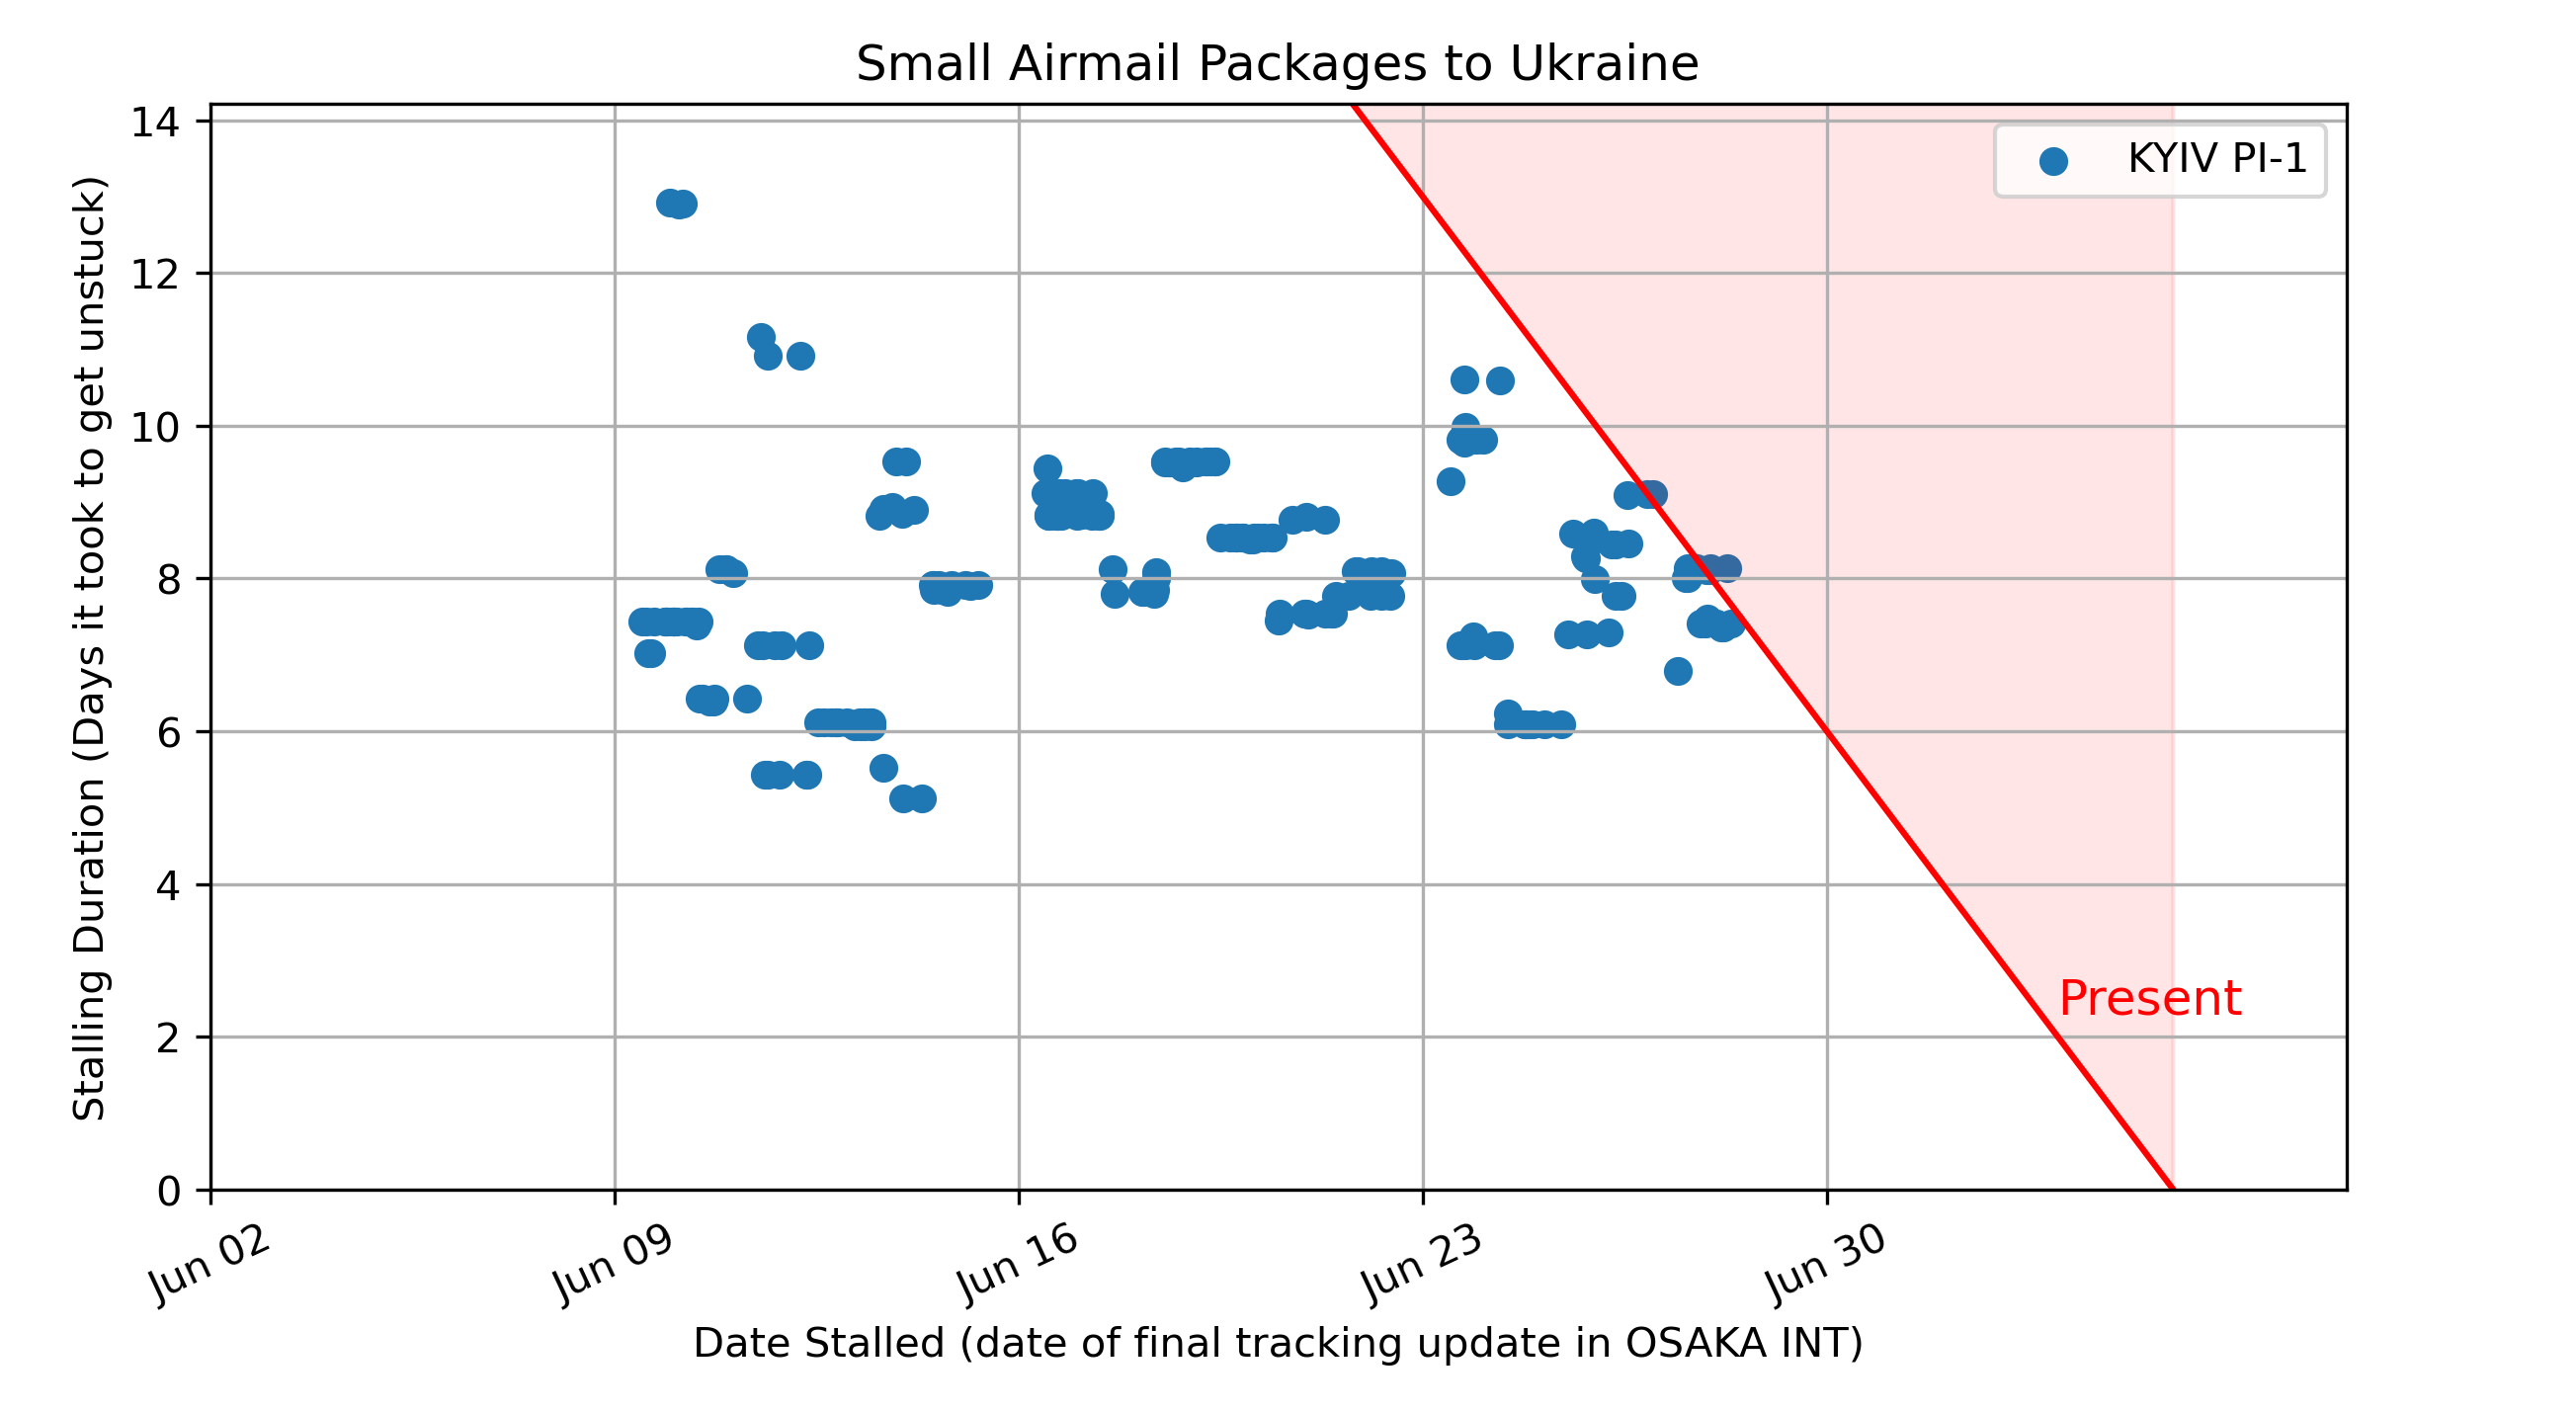 Small Airmail Packages to Ukraine
KYIV PI-1
Stalling Duration (Days it took to get unstuck)
14
12
10
8
6
4
2
0
Present
Jun 02
Jun 09
Jun 16
Jun 23
Jun 30
Date Stalled (date of final tracking update in OSAKA INT)